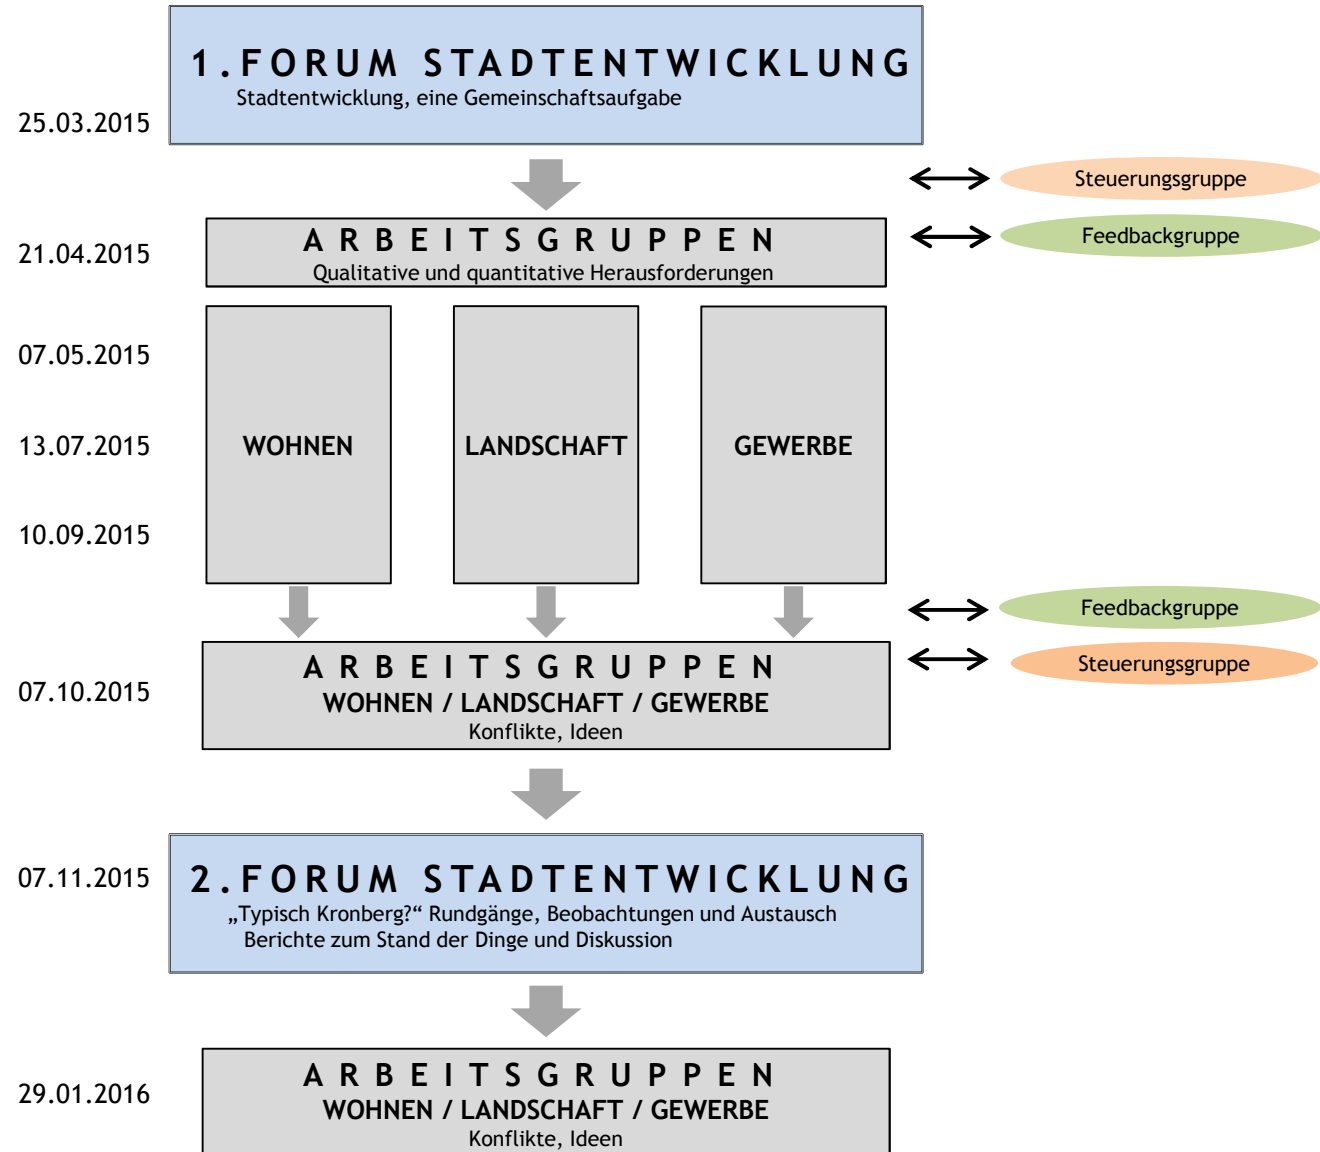 1. FORUM STADTENTWICKLUNG
Stadtentwicklung, eine Gemeinschaftsaufgabe
25.03.2015
Steuerungsgruppe
21.04.2015
ARBEITSGRUPPEN
Qualitative und quantitative Herausforderungen
Feedbackgruppe
07.05.2015
13.07.2015
WOHNEN
LANDSCHAFT
GEWERBE
10.09.2015
Feedbackgruppe
Steuerungsgruppe
07.10.2015
ARBEITSGRUPPEN
WOHNEN / LANDSCHAFT / GEWERBE
Konflikte, Ideen
07.11.2015
2. FORUM STADTENTWICKLUNG
„Typisch Kronberg?“ Rundgänge, Beobachtungen und Austausch
Berichte zum Stand der Dinge und Diskussion
29.01.2016
ARBEITSGRUPPEN
WOHNEN / LANDSCHAFT / GEWERBE
Konflikte, Ideen